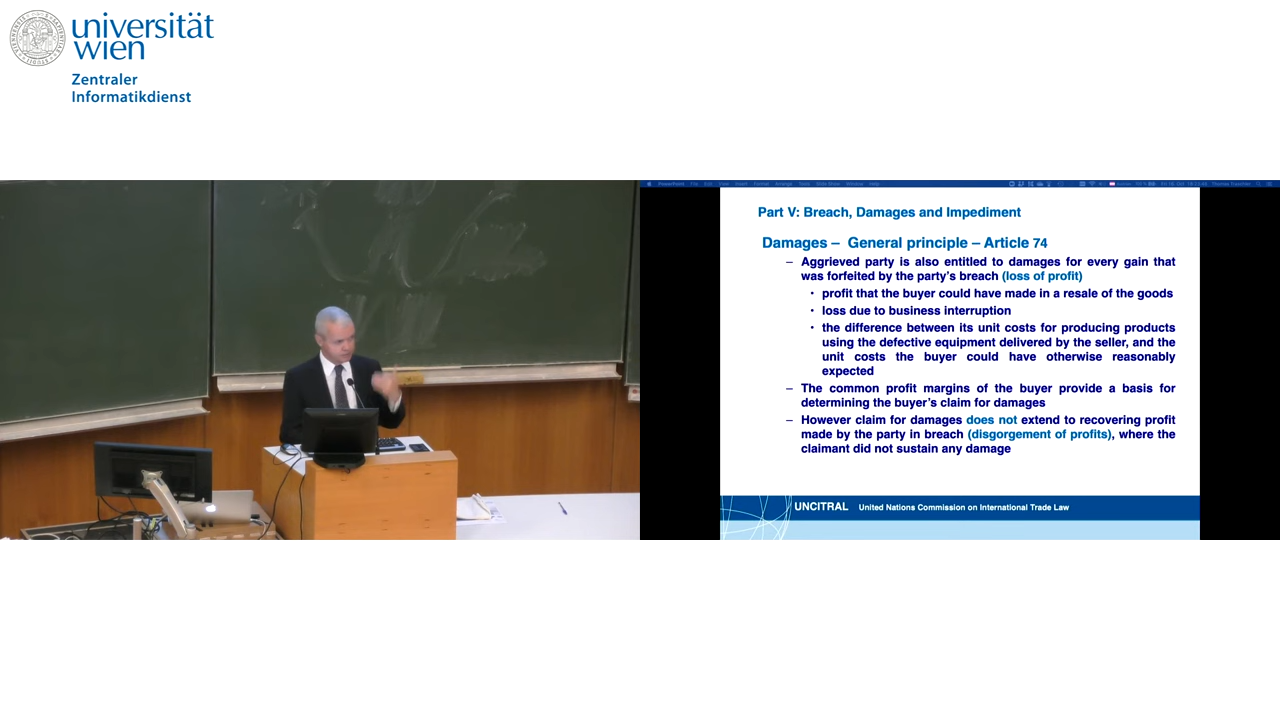 universität
wien
Zentraler
Informatikdienst
Part V: Breach, Damages and Impediment
Damages – General principle – Article 74
– Aggrieved party is also entitled to damages for every gain that
was forfeited by the party's breach (loss of profit)
• profit that the buyer could have made in a resale of the goods
• loss due to business interruption
• the difference between its unit costs for producing products
using the defective equipment delivered by the seller, and the
unit costs the buyer could have otherwise reasonably
expected
– The common profit margins of the buyer provide a basis for
determining the buyer's claim for damages
– However claim for damages does not extend to recovering profit
made by the party in breach (disgorgement of profits), where the
claimant did not sustain any damage
UNCITRAL United Nations Commission on International Trade Law